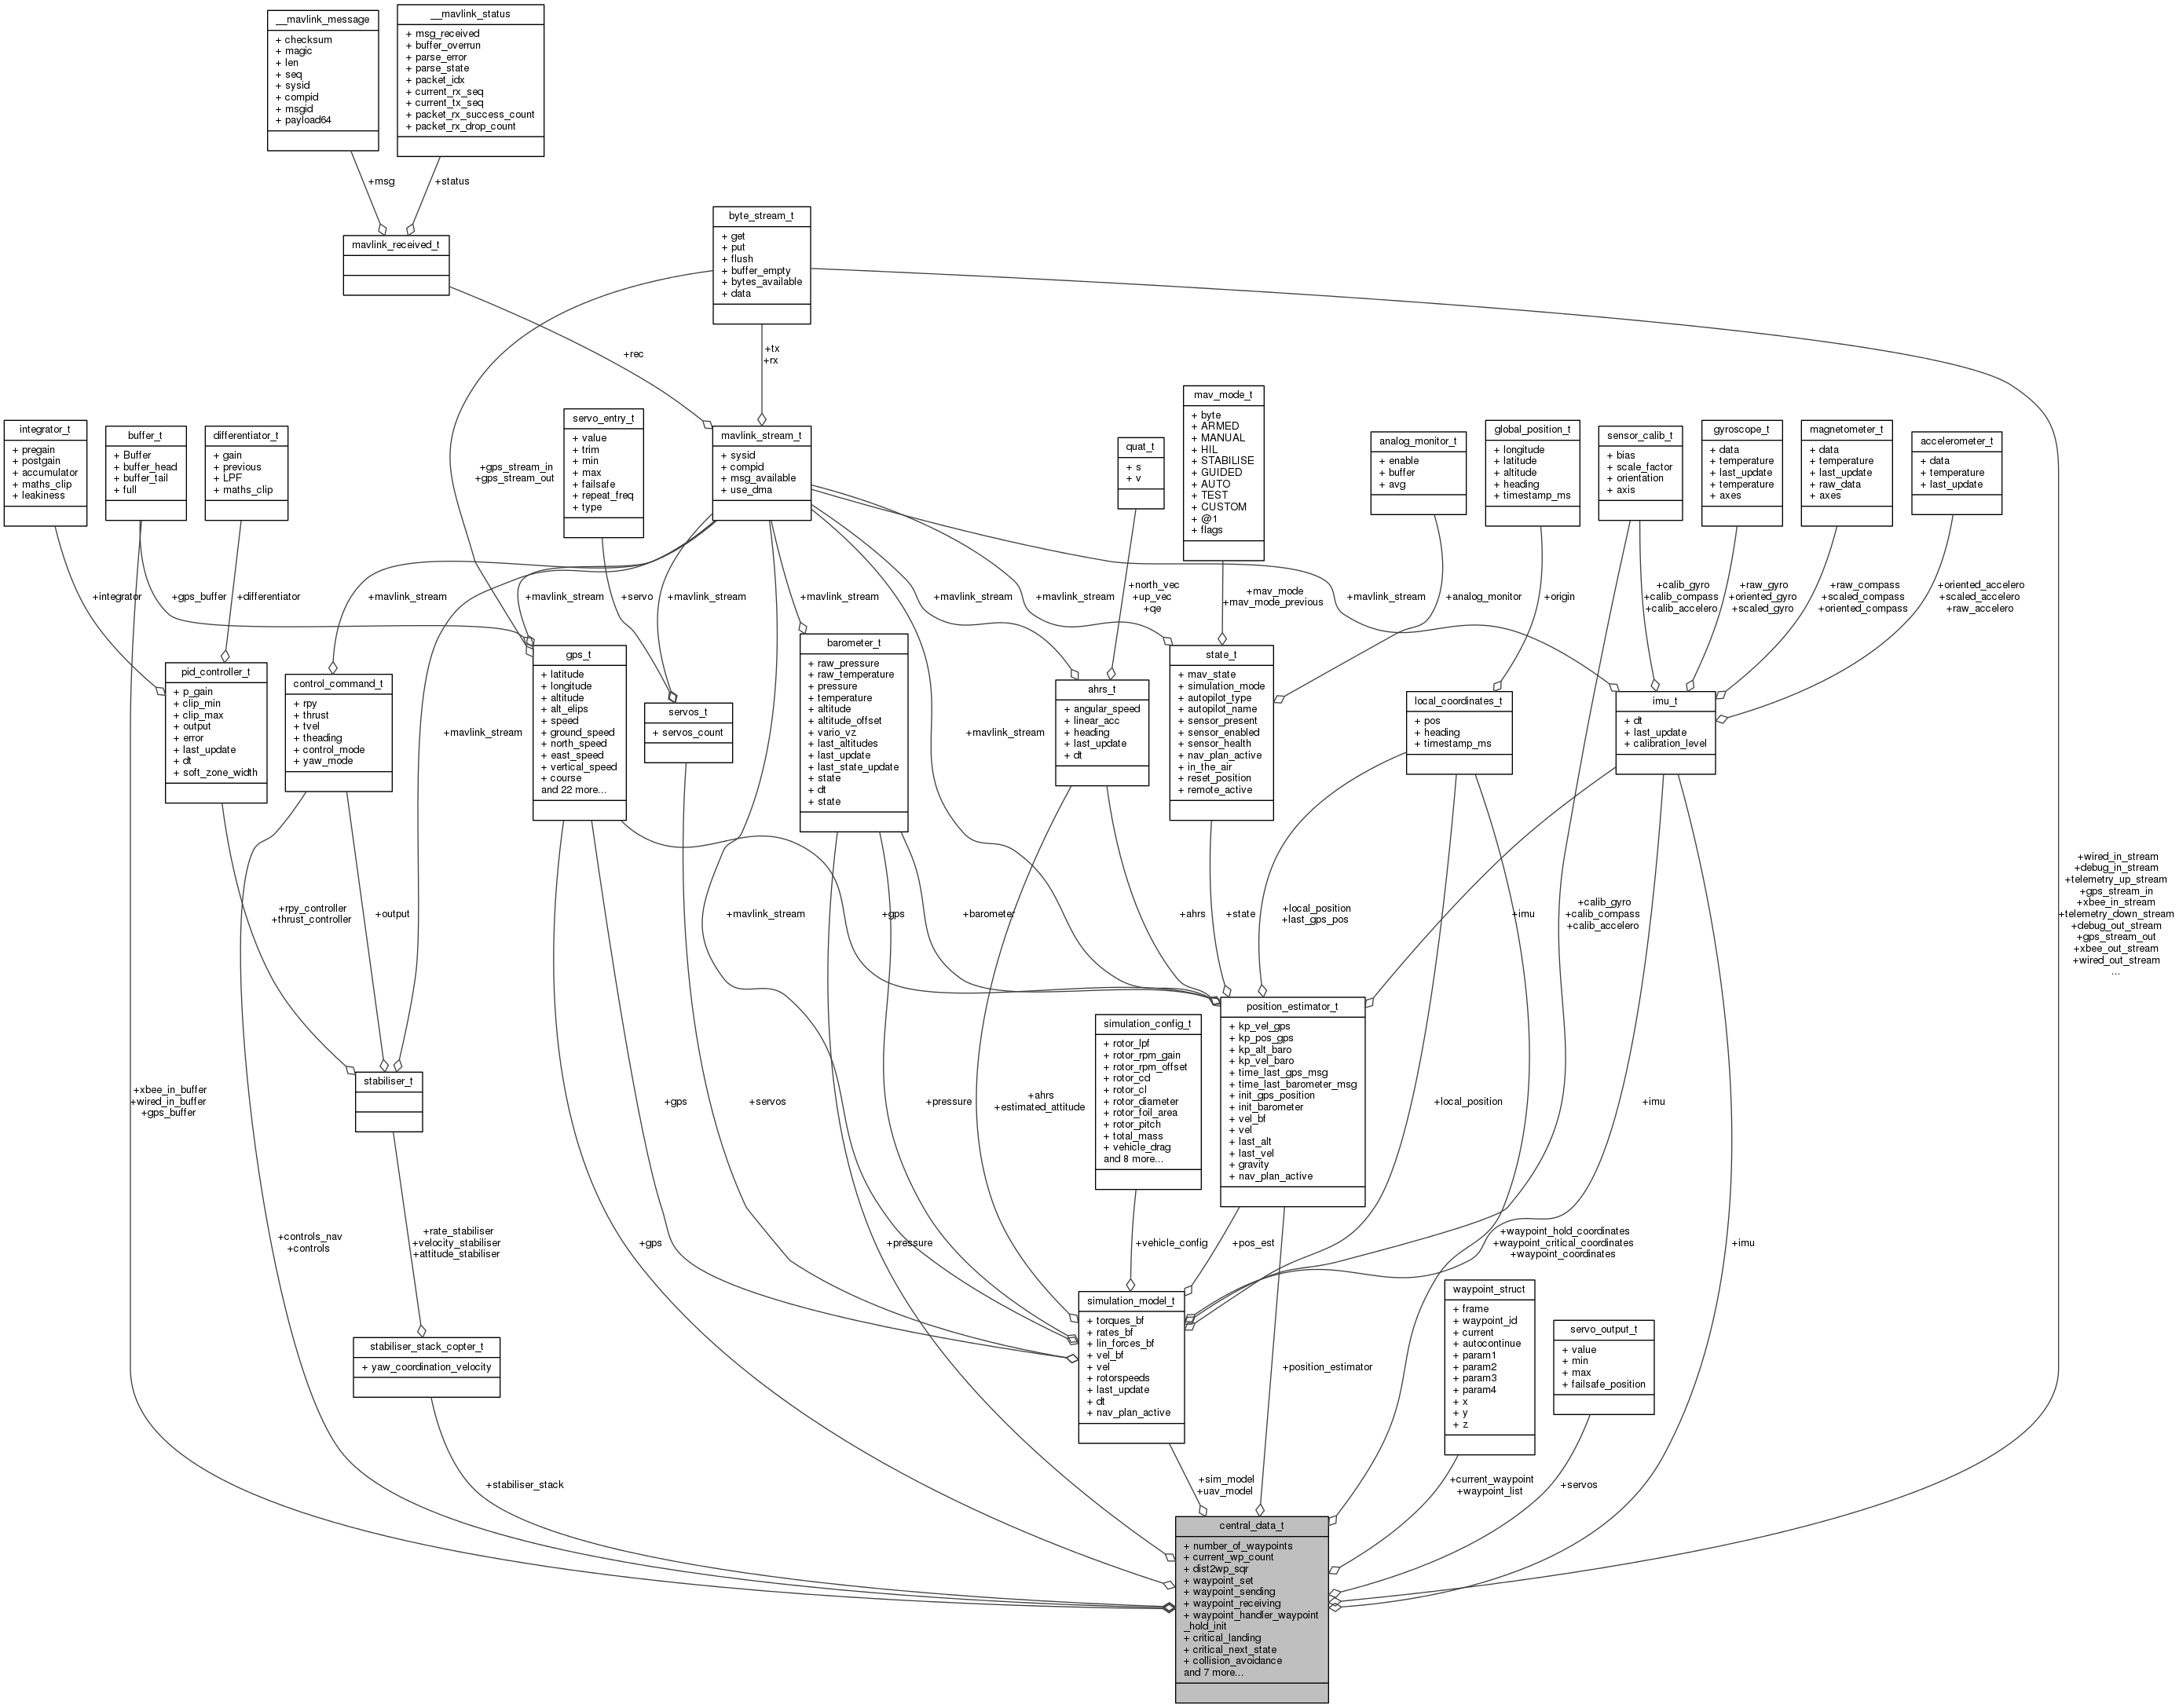 __mavlink_message
+ checksum
+ magic
+ len
+ seq
+ sysid
+ compid
+ msgid
+ payload64
__mavlink_status
+ msg_received
+ buffer_overrun
+ parse_error
+ parse_state
+ packet_idx
+ current_rx_seq
+ current_tx_seq
+ packet_rx_success_count
+ packet_rx_drop_count
+msg
+status
mavlink_received_t
byte_stream_t
+ get
+ put
+ flush
+ buffer_empty
+ bytes_available
+ data
+rec
+tx
+rx
integrator_t
+ pregain
+ postgain
+ accumulator
+ maths_clip
+ leakiness
buffer_t
+ Buffer
+ buffer_head
+ buffer_tail
+ full
differentiator_t
+ gain
+ previous
+ LPF
+ maths_clip
+gps_stream_in
+gps_stream_out
servo_entry_t
+ value
+ trim
+ min
+ max
+ failsafe
+ repeat_freq
+ type
mavlink_stream_t
+ sysid
+ compid
+ msg_available
+ use_dma
quat_t
+ s
+ v
mav_mode_t
+ byte
+ ARMED
+ MANUAL
+ HIL
+ STABILISE
+ GUIDED
+ AUTO
+ TEST
+ CUSTOM
+ @1
+ flags
analog_monitor_t
+ enable
+ buffer
+ avg
global_position_t
+ longitude
+ latitude
+ altitude
+ heading
+ timestamp_ms
sensor_calib_t
+ bias
+ scale_factor
+ orientation
+ axis
gyroscope_t
+ data
+ temperature
+ last_update
+ temperature
+ axes
magnetometer_t
+ data
+ temperature
+ last_update
+ raw_data
+ axes
accelerometer_t
+ data
+ temperature
+ last_update
+integrator
+gps_buffer
+differentiator
+mavlink_stream
+mavlink_stream
+servo
+mavlink_stream
+mavlink_stream
+mavlink_stream
+north_vec
+up_vec
+qe
+mavlink_stream
+mav_mode
+mav_mode_previous
+mavlink_stream
+analog_monitor
+origin
+calib_gyro
+calib_compass
+calib_accelero
+raw_gyro
+oriented_gyro
+scaled_gyro
+raw_compass
+scaled_compass
+oriented_compass
+oriented_accelero
+scaled_accelero
+raw_accelero
pid_controller_t
+ p_gain
+ clip_min
+ clip_max
+ output
+ error
+ last_update
+ dt
+ soft_zone_width
control_command_t
+ rpy
+ thrust
+ tvel
+ theading
+ control_mode
+ yaw_mode
+mavlink_stream
gps_t
+ latitude
+ longitude
+ altitude
+ alt_elips
+ speed
+ ground_speed
+ north_speed
+ east_speed
+ vertical_speed
+ course
and 22 more...
servos_t
+ servos_count
barometer_t
+ raw_pressure
+ raw_temperature
+ pressure
+ temperature
+ altitude
+ altitude_offset
+ vario_vz
+ last_altitudes
+ last_update
+ last_state_update
+ state
+ dt
+ state
+mavlink_stream
ahrs_t
+ angular_speed
+ linear_acc
+ heading
+ last_update
+ dt
state_t
+ mav_state
+ simulation_mode
+ autopilot_type
+ autopilot_name
+ sensor_present
+ sensor_enabled
+ sensor_health
+ nav_plan_active
+ in_the_air
+ reset_position
+ remote_active
local_coordinates_t
+ pos
+ heading
+ timestamp_ms
imu_t
+ dt
+ last_update
+ calibration_level
+rpy_controller
+thrust_controller
+output
+mavlink_stream
+gps
+barometer
+ahrs
+state
+local_position
+last_gps_pos
+imu
+calib_gyro
+calib_compass
+calib_accelero
+wired_in_stream
+debug_in_stream
+telemetry_up_stream
+gps_stream_in
+xbee_in_stream
+telemetry_down_stream
+debug_out_stream
+gps_stream_out
+xbee_out_stream
+wired_out_stream
...
position_estimator_t
+ kp_vel_gps
+ kp_pos_gps
+ kp_alt_baro
+ kp_vel_baro
+ time_last_gps_msg
+ time_last_barometer_msg
+ init_gps_position
+ init_barometer
+ vel_bf
+ vel
+ last_alt
+ last_vel
+ gravity
+ nav_plan_active
simulation_config_t
+ rotor_lpf
+ rotor_rpm_gain
+ rotor_rpm_offset
+ rotor_cd
+ rotor_cl
+ rotor_diameter
+ rotor_foil_area
+ rotor_pitch
+ total_mass
+ vehicle_drag
and 8 more...
stabiliser_t
+xbee_in_buffer
+wired_in_buffer
+gps_buffer
+gps
+servos
+pressure
+ahrs
+estimated_attitude
+local_position
+imu
+controls_nav
+controls
+rate_stabiliser
+velocity_stabiliser
+attitude_stabiliser
+gps
+pressure
+vehicle_config
+pos_est
+waypoint_hold_coordinates
+waypoint_critical_coordinates
+waypoint_coordinates
+imu
simulation_model_t
+ torques_bf
+ rates_bf
+ lin_forces_bf
+ vel_bf
+ vel
+ rotorspeeds
+ last_update
+ dt
+ nav_plan_active
waypoint_struct
+ frame
+ waypoint_id
+ current
+ autocontinue
+ param1
+ param2
+ param3
+ param4
+ x
+ y
+ z
servo_output_t
+ value
+ min
+ max
+ failsafe_position
stabiliser_stack_copter_t
+ yaw_coordination_velocity
+position_estimator
+stabiliser_stack
+sim_model
+uav_model
+current_waypoint
+waypoint_list
+servos
central_data_t
+ number_of_waypoints
+ current_wp_count
+ dist2wp_sqr
+ waypoint_set
+ waypoint_sending
+ waypoint_receiving
+ waypoint_handler_waypoint
_hold_init
+ critical_landing
+ critical_next_state
+ collision_avoidance
and 7 more...